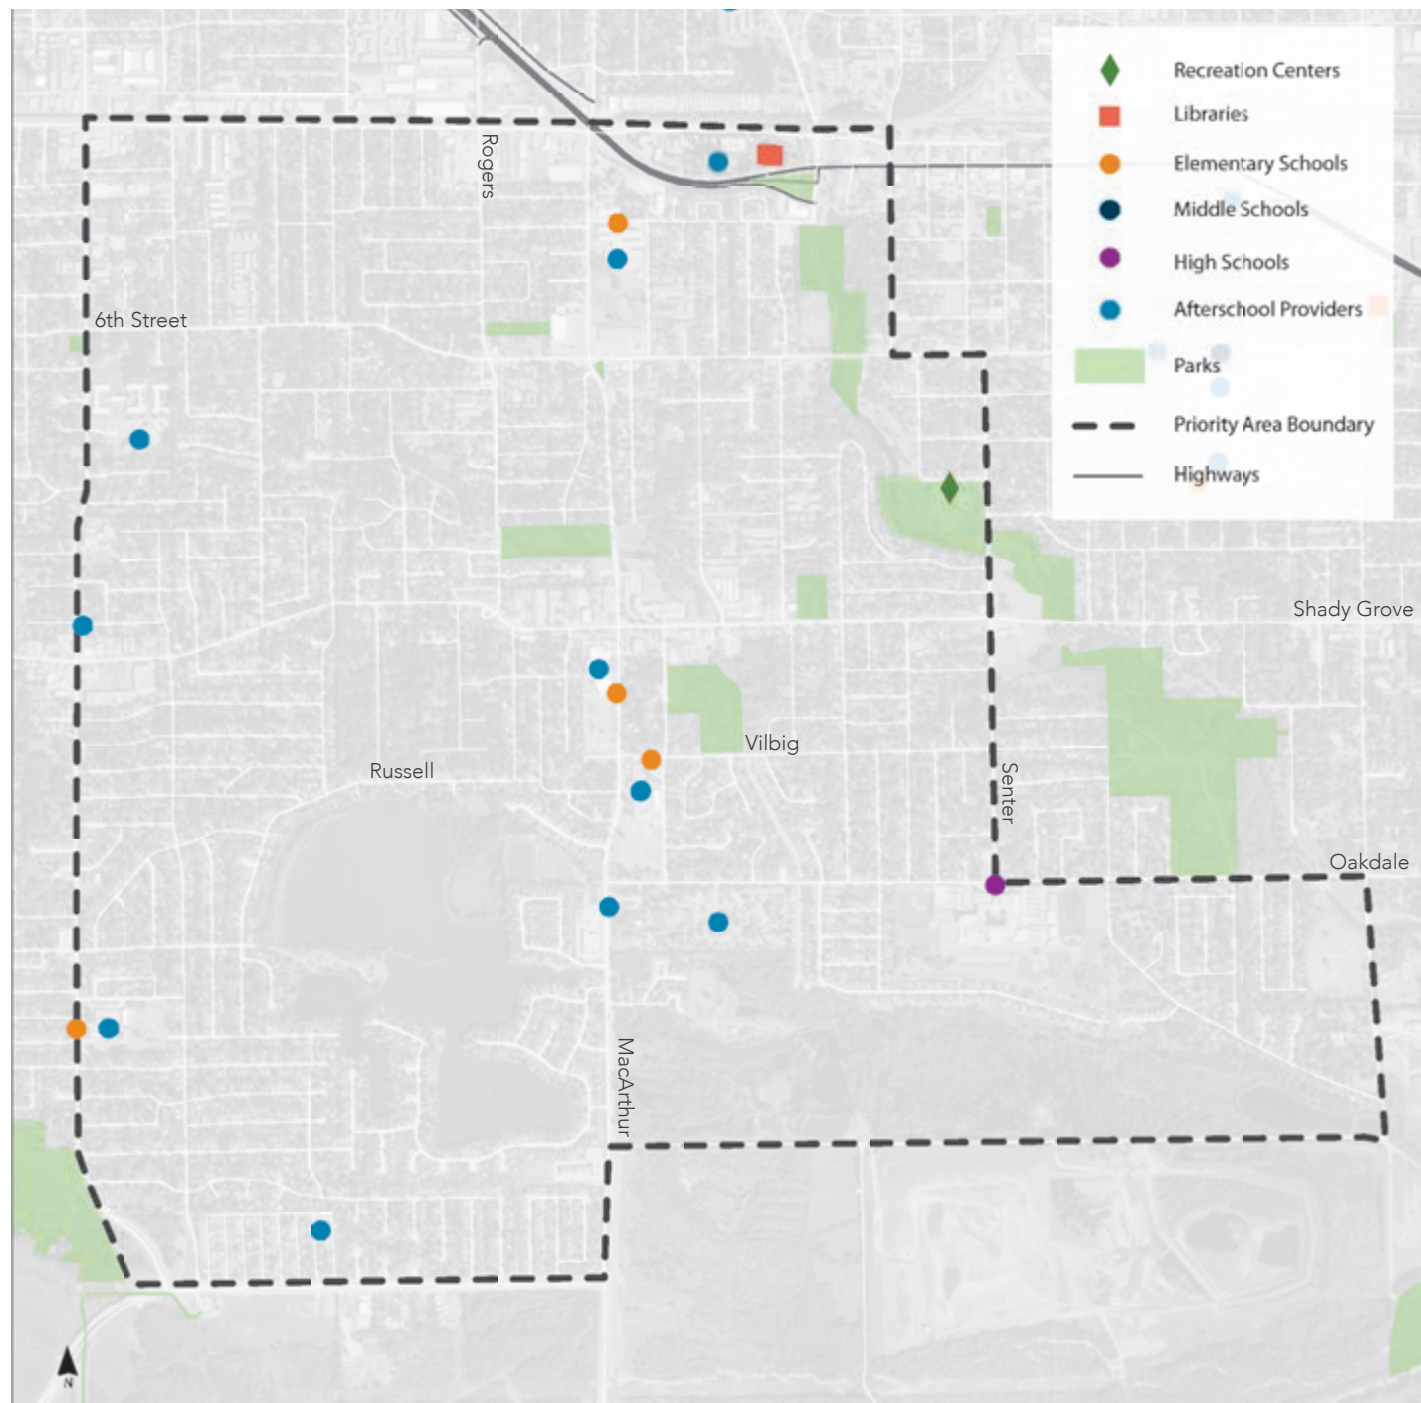 Recreation Centers
Libraries
Elementary Schools
Middle Schools
High Schools
Afterschool Providers
Parks
Priority Area Boundary
Highways
Rogers
6th Street
Shady Grove
Vilbig
Russell
Senter
Oakdale
MacArthur
N